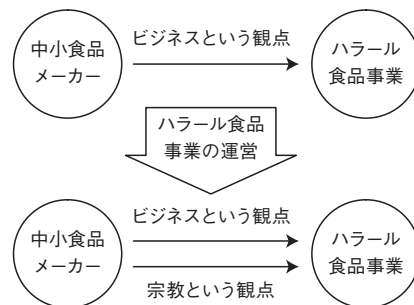 中小食品
メーカー
ビジネスという観点
ハラール
食品事業
ハラール食品
事業の運営
中小食品
メーカー
ビジネスという観点
宗教という観点
ハラール
食品事業